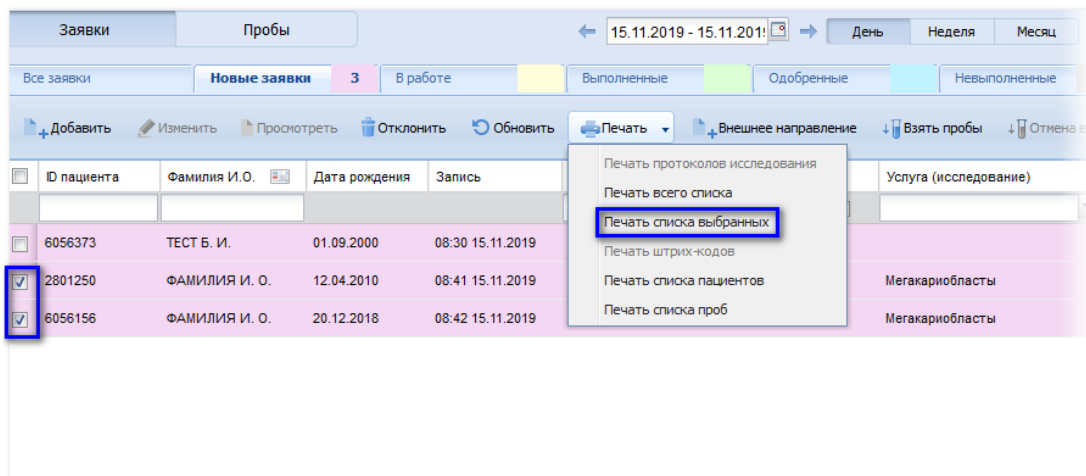 Заявки Пробы 15.11.2019 - 15.11.201 День Неделя Месяц
Все заявки Новые заявки 3 В работе Выполненные Одобренные Невыполненные
Добавить Изменить Просмотреть Отклонить Обновить Печать Внешнее направление Взять пробы Отмена
ID пациента Фамилия И.О. Дата рождения Запись Услуга (исследование)
Печать протоколов исследования
Печать всего списка
Печать списка выбранных
Печать штрих-кодов
Печать списка пациентов
Печать списка проб
6056373 ТЕСТ Б. И. 01.09.2000 08:30 15.11.2019
2801250 ФАМИЛИЯ И. О. 12.04.2010 08:41 15.11.2019 Мегакариобласты
6056156 ФАМИЛИЯ И. О. 20.12.2018 08:42 15.11.2019 Мегакариобласты